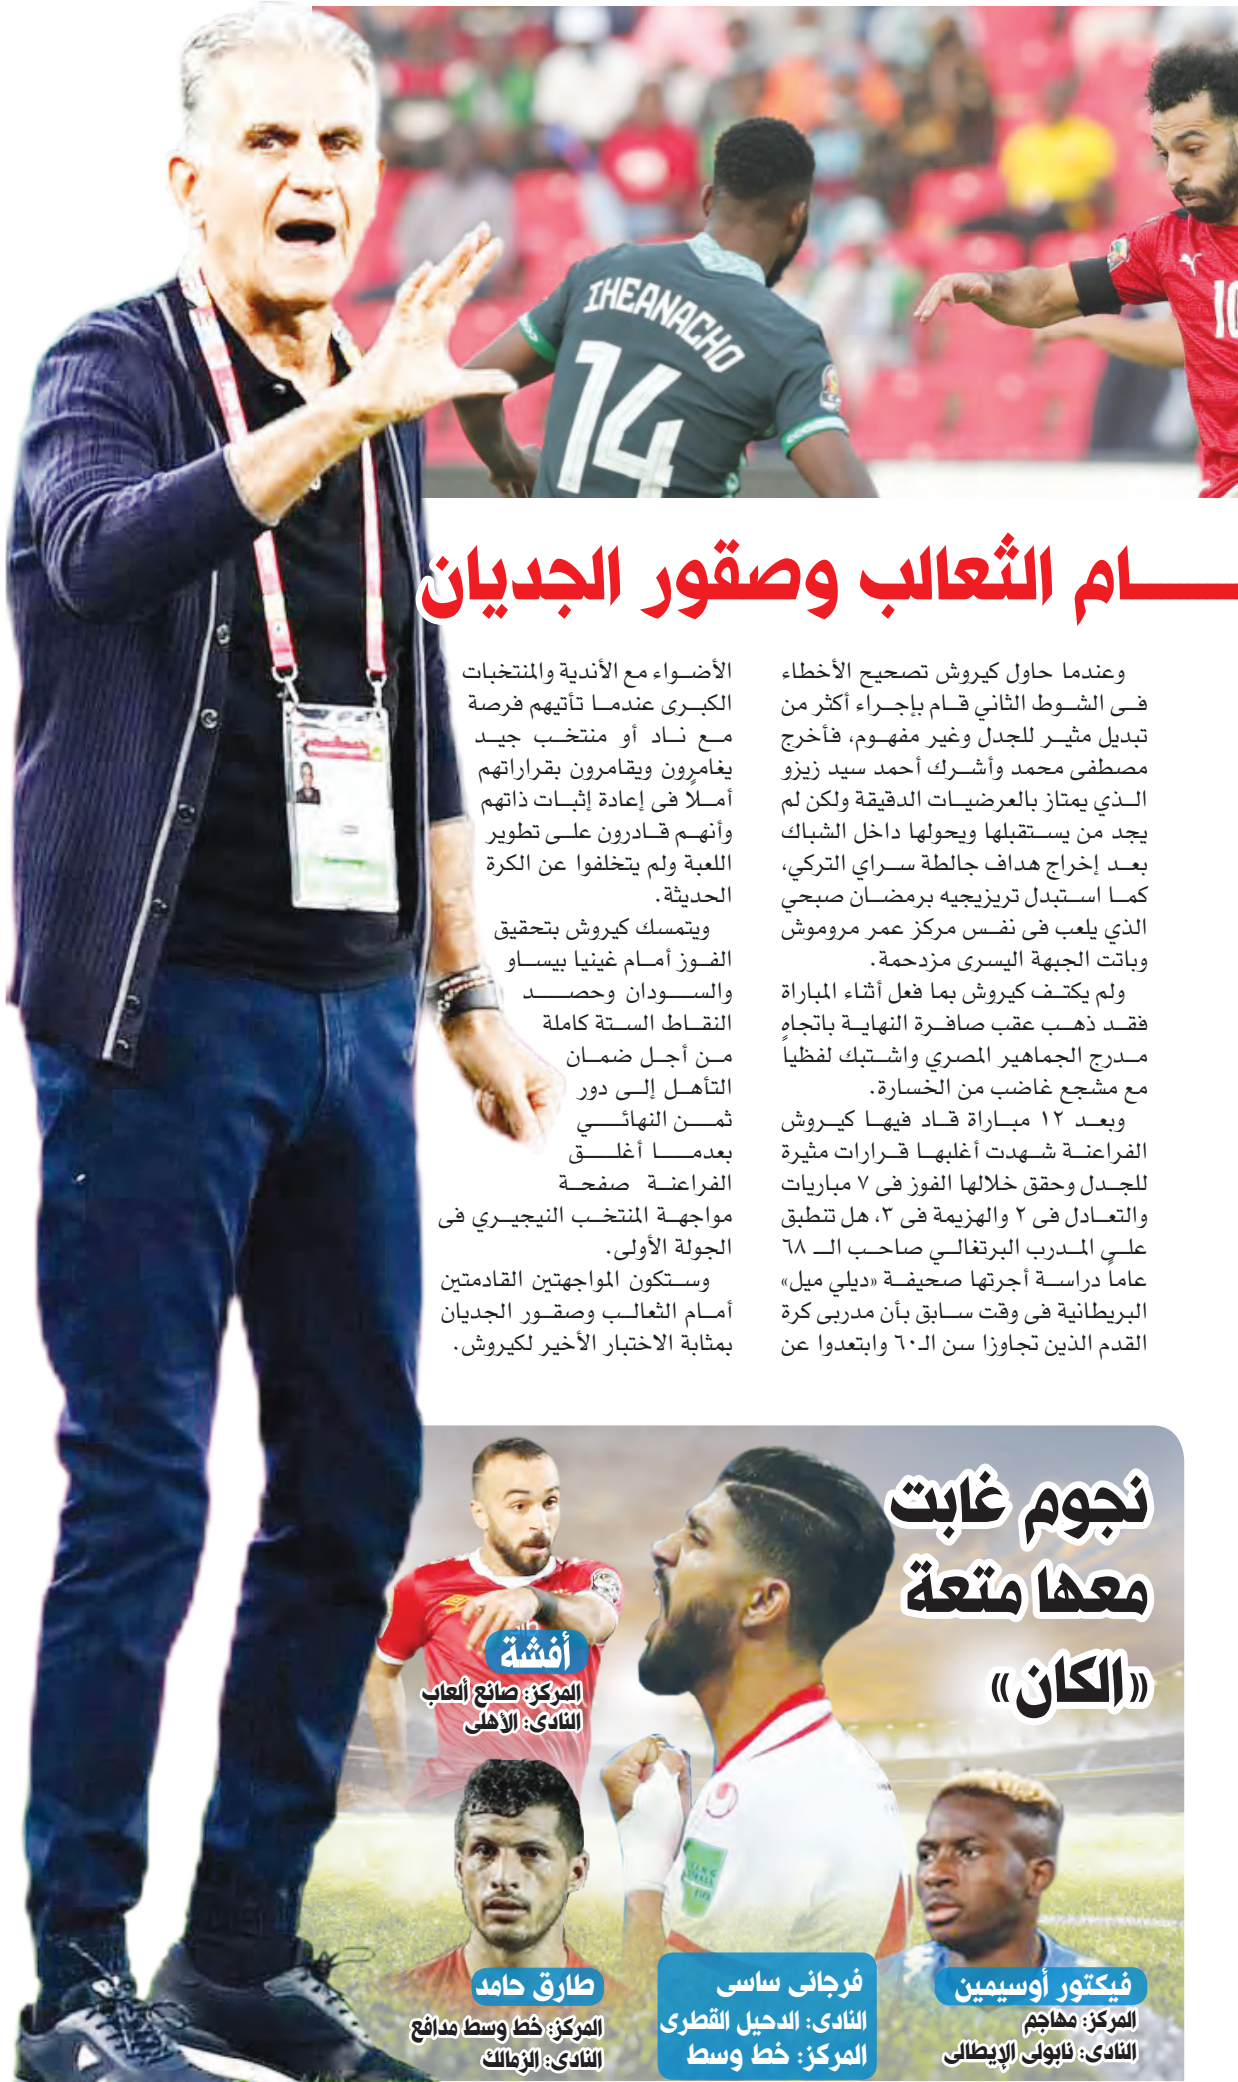 IHEANACHO
14
10
ـــــام الثعالب وصقور الجديان
وعندما حاول كيروش تصحيح الأخطاء
فى الشوط الثاني قام بإجراء أكثر من
تبديل مثير للجدل وغير مفهوم، فأخرج
مصطفى محمد وأشرك أحمد سيد زيزو
الذي يمتاز بالعرضيات الدقيقة ولكن لم
يجد من يستقبلها ويحولها داخل الشباك
بعد إخراج هداف جالطة سراي التركي،
كما استبدل تريزيجيه برمضان صبحي
الذي يلعب فى نفس مركز عمر مروموش
وباتت الجبهة اليسرى مزدحمة.
ولم يكتف كيروش بما فعل أثناء المباراة
فقد ذهب عقب صافرة النهاية باتجاه
مدرج الجماهير المصري واشتبك لفظياً
مع مشجع غاضب من الخسارة.
وبعد ١٢ مباراة قاد فيها كيروش
الفراعنة شهدت أغلبها قرارات مثيرة
للجدل وحقق خلالها الفوز فى ٧ مباريات
والتعادل فى ٢ والهزيمة فى ٣، هل تنطبق
على المدرب البرتغالي صاحب الـ ٦٨
عاماً دراسة أجرتها صحيفة «ديلي ميل»
البريطانية فى وقت سابق بأن مدربى كرة
القدم الذين تجاوزا سن الـ٦٠ وابتعدوا عن
الأضواء مع الأندية والمنتخبات
الكبرى عندما تأتيهم فرصة
مع ناد أو منتخب جيد
يغامرون ويقامرون بقراراتهم
أملاً فى إعادة إثبات ذاتهم
وأنهم قادرون على تطوير
اللعبة ولم يتخلفوا عن الكرة
الحديثة.
ويتمسك كيروش بتحقيق
الفوز أمام غينيا بيساو
والسودان وحصد
النقاط الستة كاملة
من أجل ضمان
التأهل إلى دور
ثمن النهائي
بعدما أغلق
الفراعنة صفحة
مواجهة المنتخب النيجيري فى
الجولة الأولى.
وستكون المواجهتين القادمتين
أمام الثعالب وصقور الجديان
بمثابة الاختبار الأخير لكيروش.
نجوم غابت
معها متعة
«الكان»
أفشة
المركز: صانع ألعاب
النادى: الأهلى
فيكتور أوسيمين
المركز: مهاجم
النادى: نابولى الإيطالى
فرجانى ساسى
النادى: الدحيل القطرى
المركز: خط وسط
طارق حامد
المركز: خط وسط مدافع
النادى: الزمالك